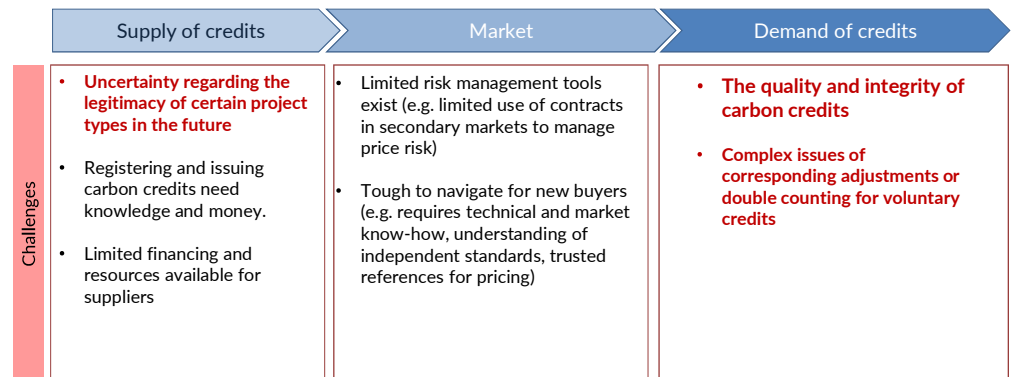 Supply of credits
Market
Demand of credits
Challenges
• Uncertainty regarding the
legitimacy of certain project
types in the future
• Registering and issuing
carbon credits need
knowledge and money.
• Limited financing and
resources available for
suppliers
• Limited risk management tools
exist (e.g. limited use of contracts
in secondary markets to manage
price risk)
• Tough to navigate for new buyers
(e.g. requires technical and market
know-how, understanding of
independent standards, trusted
references for pricing)
• The quality and integrity of
carbon credits
• Complex issues of
corresponding adjustments or
double counting for voluntary
credits